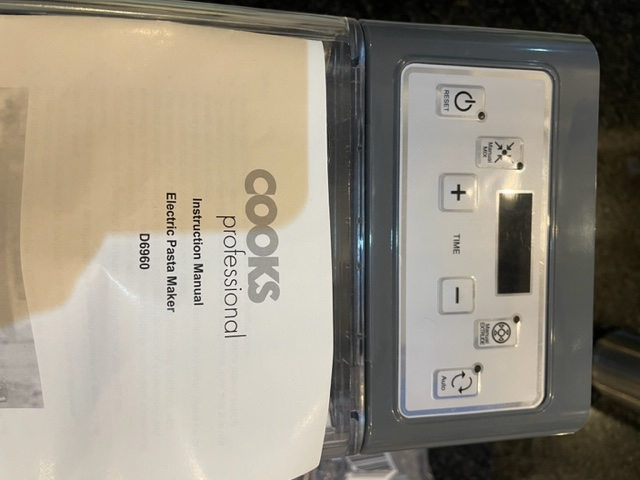 COOKS
professional
Instruction Manual
Electric Pasta Maker
D6960
RESET
Manual
MIX
+
TIME
−
Manual
EXTRUDE
Auto